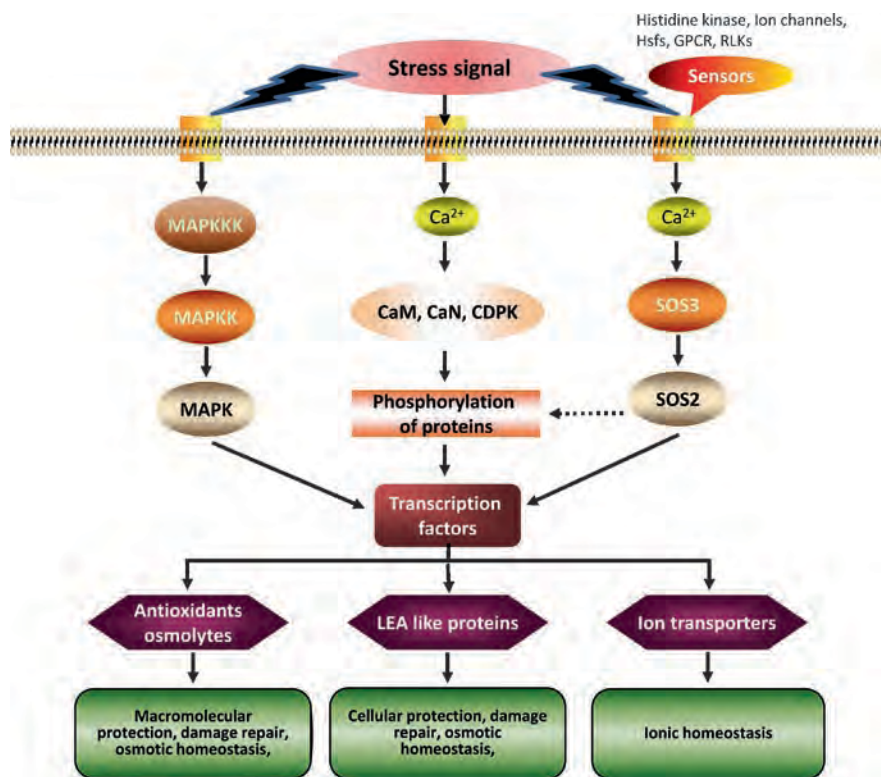 Histidine kinase, Ion channels,
Hsfs, GPCR, RLKs
Stress signal
Sensors
MAPKKK
Ca²⁺
Ca²⁺
MAPKK
CaM, CaN, CDPK
SOS3
MAPK
Phosphorylation
of proteins
SOS2
Transcription
factors
Antioxidants
osmolytes
LEA like proteins
Ion transporters
Macromolecular
protection, damage repair,
osmotic homeostasis,
Cellular protection, damage
repair, osmotic
homeostasis,
Ionic homeostasis